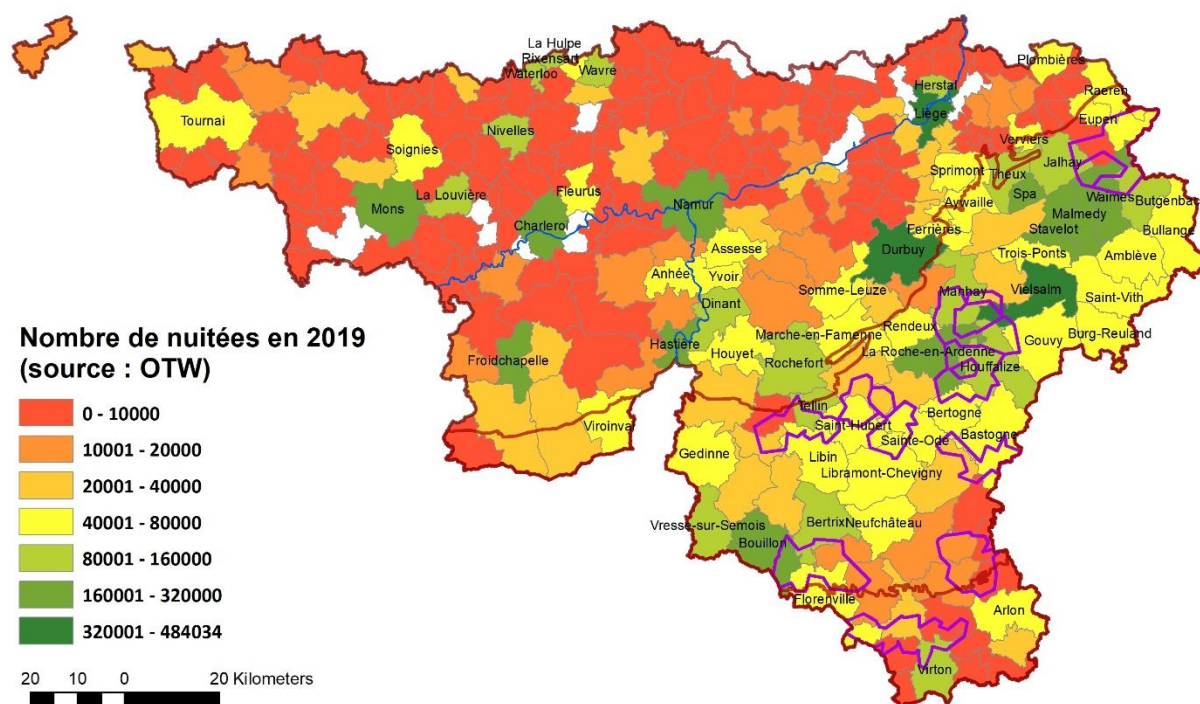 La Hulpe
Rixensart
Waterloo
Wavre
Plombières
Herstal
Raeren
Liège
Eupen
Tournai
Nivelles
Verviers
Soignies
Jalhay
Sprimont
Theux
La Louvière
Fleurus
Spa
Waimes
Mons
Namur
Aywaille
Butgenbac
Malmedy
Charleroi
Ferrières
Stavelot
Bullange
Assesse
Durbuy
Trois-Ponts
Amblève
Anhée
Yvoir
Somme-Leuze
Manhay
Vielsalm
Saint-Vith
Dinant
Nombre de nuitées en 2019
(source : OTW)
Marche-en-Famenne
Rendeux
Burg-Reuland
Hastière
Gouvy
Froidchapelle
Houyet
Rochefort
La Roche-en-Ardenne
Houffalize
0 - 10000
Tellin
Bertogne
10001 - 20000
Viroinval
Saint-Hubert
Sainte-Ode
Bastogne
20001 - 40000
Gedinne
Libin
Libramont-Chevigny
40001 - 80000
Vresse-sur-Semois
Bertrix
Neufchâteau
80001 - 160000
Bouillon
160001 - 320000
Florenville
Arlon
320001 - 484034
Virton
20 10 0 20 Kilometers